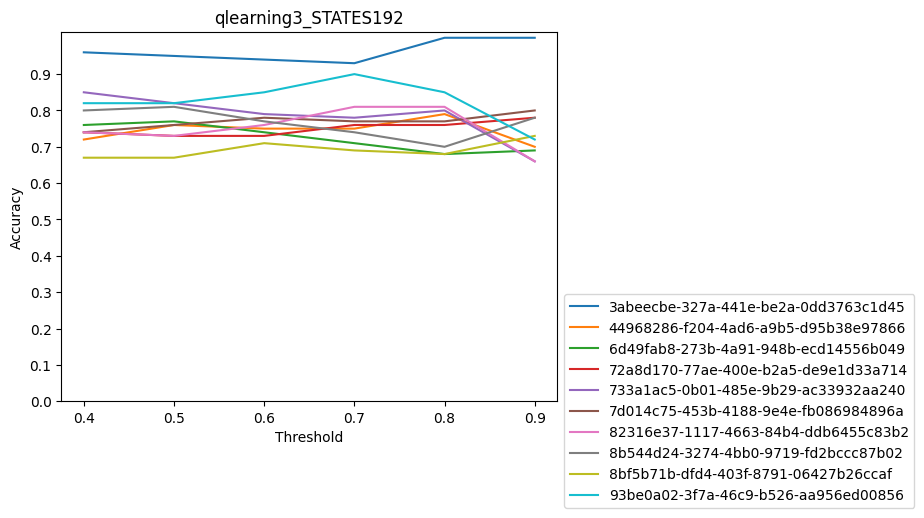 qlearning3_STATES192
Accuracy
0.9
0.8
0.7
0.6
0.5
0.4
0.3
0.2
0.1
0.0
0.4 0.5 0.6 0.7 0.8 0.9
Threshold
3abeecbe-327a-441e-be2a-0dd3763c1d45
44968286-f204-4ad6-a9b5-d95b38e97866
6d49fab8-273b-4a91-948b-ecd14556b049
72a8d170-77ae-400e-b2a5-de9e1d33a714
733a1ac5-0b01-485e-9b29-ac33932aa240
7d014c75-453b-4188-9e4e-fb086984896a
82316e37-1117-4663-84b4-ddb6455c83b2
8b544d24-3274-4bb0-9719-fd2bccc87b02
8bf5b71b-dfd4-403f-8791-06427b26ccaf
93be0a02-3f7a-46c9-b526-aa956ed00856